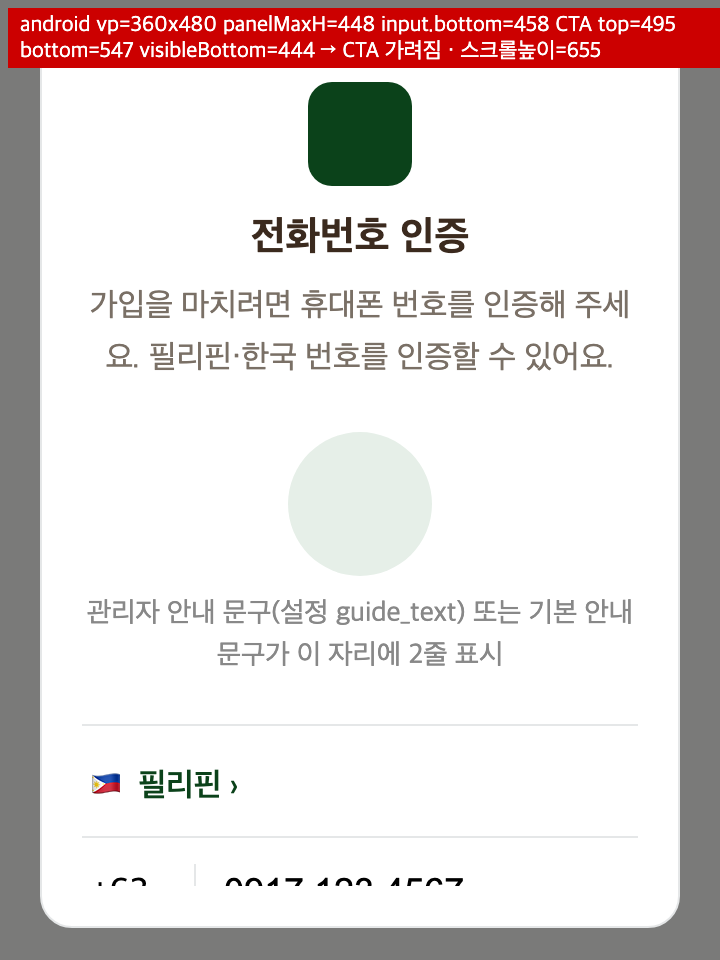 android vp=360x480 panelMaxH=448 input.bottom=458 CTA top=495
bottom=547 visibleBottom=444 → CTA 가려짐 · 스크롤높이=655
전화번호 인증
가입을 마치려면 휴대폰 번호를 인증해 주세
요. 필리핀·한국 번호를 인증할 수 있어요.
관리자 안내 문구(설정 guide_text) 또는 기본 안내
문구가 이 자리에 2줄 표시
🇵🇭 필리핀 ›